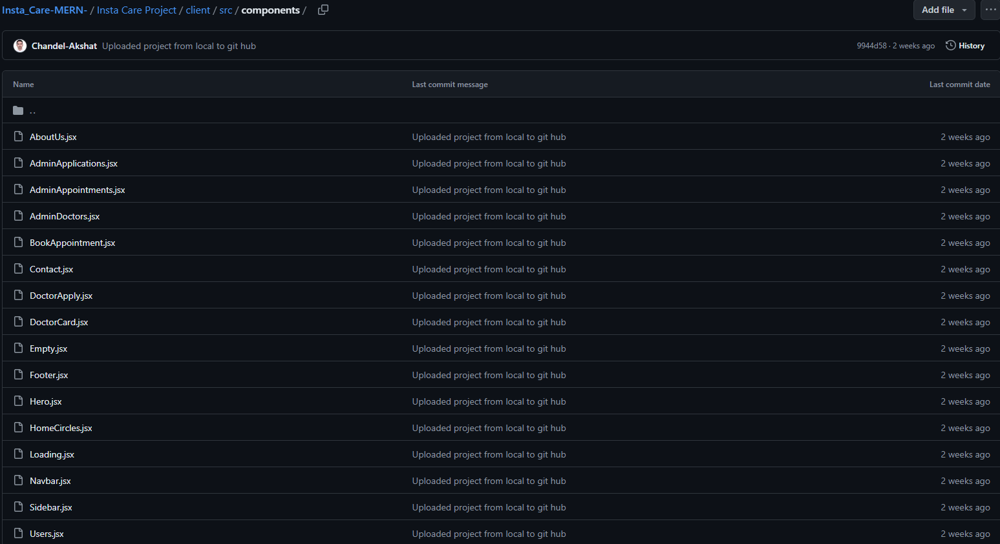 Insta_Care-MERN- / Insta Care Project / client / src / components / Add file ...
Chandel-Akshat Uploaded project from local to git hub 9944d58 · 2 weeks ago History
Name Last commit message Last commit date
..
AboutUs.jsx Uploaded project from local to git hub 2 weeks ago
AdminApplications.jsx Uploaded project from local to git hub 2 weeks ago
AdminAppointments.jsx Uploaded project from local to git hub 2 weeks ago
AdminDoctors.jsx Uploaded project from local to git hub 2 weeks ago
BookAppointment.jsx Uploaded project from local to git hub 2 weeks ago
Contact.jsx Uploaded project from local to git hub 2 weeks ago
DoctorApply.jsx Uploaded project from local to git hub 2 weeks ago
DoctorCard.jsx Uploaded project from local to git hub 2 weeks ago
Empty.jsx Uploaded project from local to git hub 2 weeks ago
Footer.jsx Uploaded project from local to git hub 2 weeks ago
Hero.jsx Uploaded project from local to git hub 2 weeks ago
HomeCircles.jsx Uploaded project from local to git hub 2 weeks ago
Loading.jsx Uploaded project from local to git hub 2 weeks ago
Navbar.jsx Uploaded project from local to git hub 2 weeks ago
Sidebar.jsx Uploaded project from local to git hub 2 weeks ago
Users.jsx Uploaded project from local to git hub 2 weeks ago